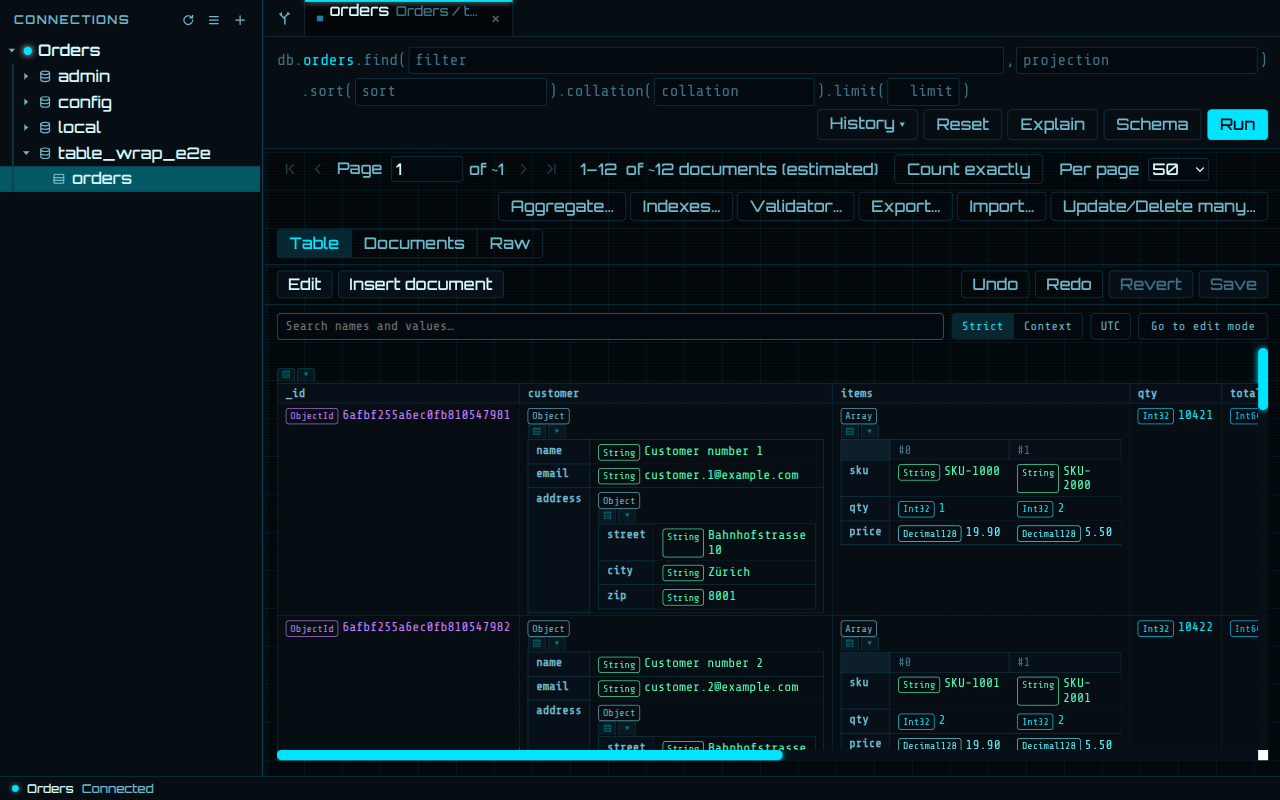 CONNECTIONS
Orders
admin
config
local
table_wrap_e2e
orders
orders Orders / t… ×
db.orders.find( filter , projection )
.sort( sort ).collation( collation ).limit( limit )
History ▾ Reset Explain Schema Run
Page 1 of ~1 1–12 of ~12 documents (estimated) Count exactly Per page 50
Aggregate… Indexes… Validator… Export… Import… Update/Delete many…
Table Documents Raw
Edit Insert document Undo Redo Revert Save
Search names and values… Strict Context UTC Go to edit mode
_id customer items qty
ObjectId 6afbf255a6ec0fb810547981 Object Array Int32 10421
name String Customer number 1 #0 #1
email String customer.1@example.com sku String SKU-1000 String SKU-2000
address Object qty Int32 1 Int32 2
street String Bahnhofstrasse 10 price Decimal128 19.90 Decimal128 5.50
city String Zürich
zip String 8001
ObjectId 6afbf255a6ec0fb810547982 Object Array Int32 10422
name String Customer number 2 #0 #1
email String customer.2@example.com sku String SKU-1001 String SKU-2001
address Object qty Int32 2 Int32 2
street String Bahnhofstrasse price Decimal128 19.90 Decimal128 5.50
Orders Connected